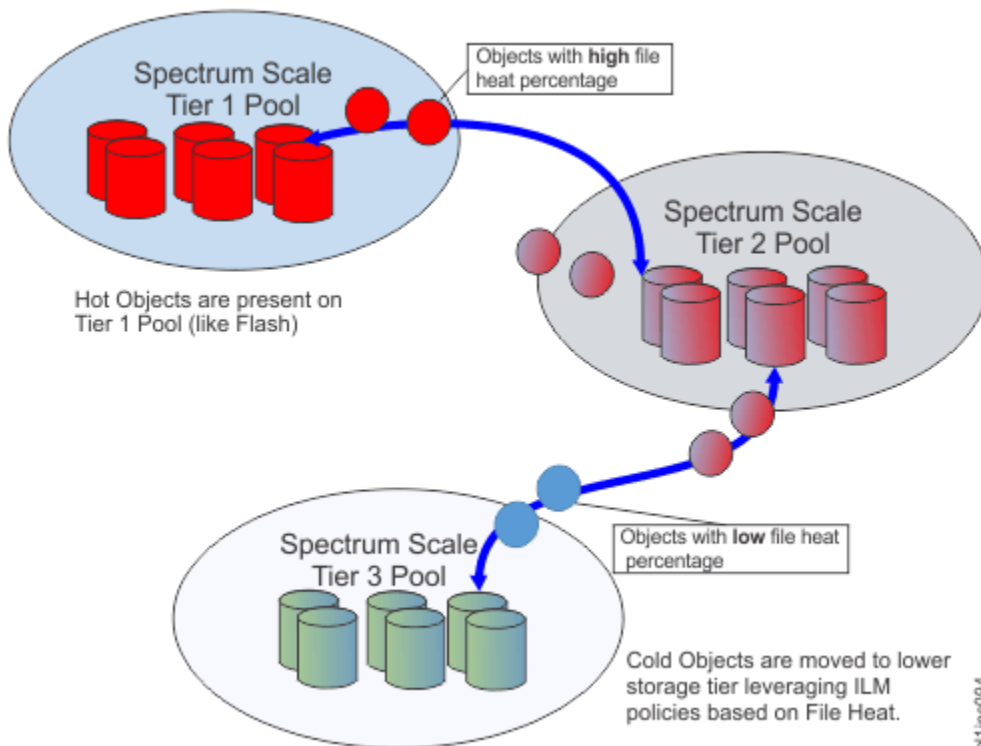 Spectrum Scale
Tier 1 Pool
Objects with high file
heat percentage
Spectrum Scale
Tier 2 Pool
Hot Objects are present on
Tier 1 Pool (like Flash)
Objects with low file heat
percentage
Spectrum Scale
Tier 3 Pool
Cold Objects are moved to lower
storage tier leveraging ILM
policies based on File Heat.